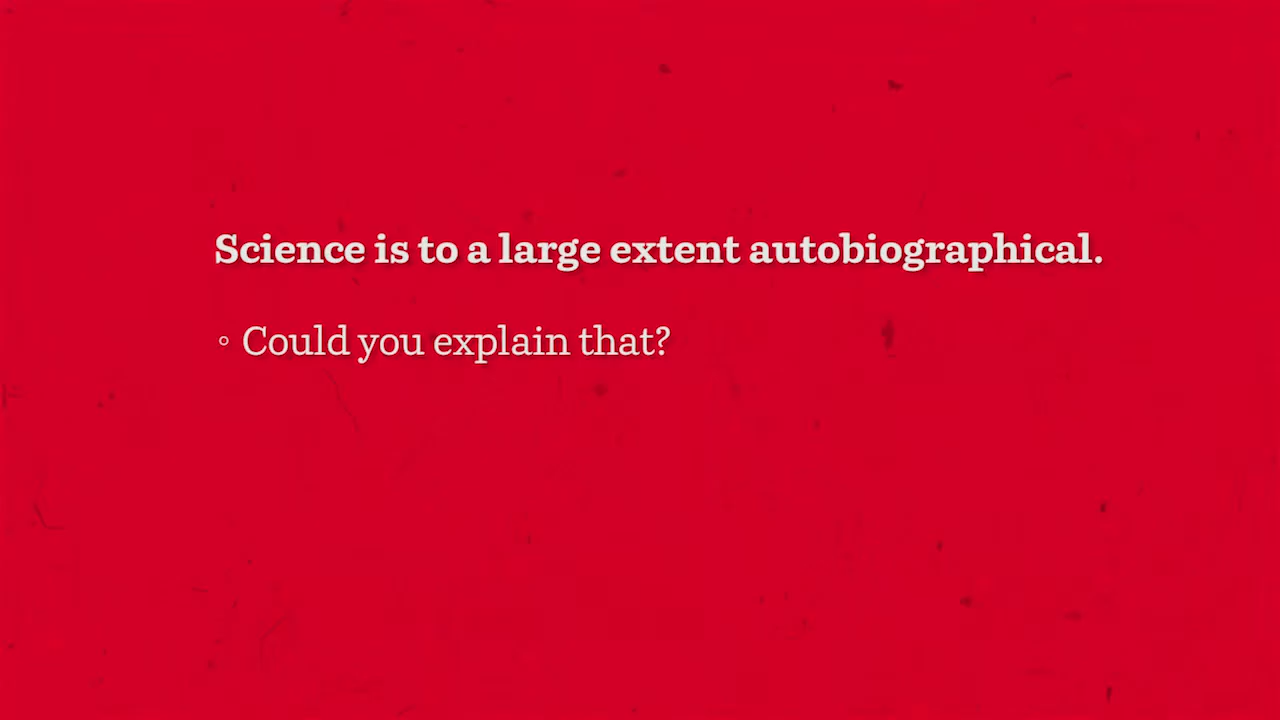 Science is to a large extent autobiographical.
◦ Could you explain that?